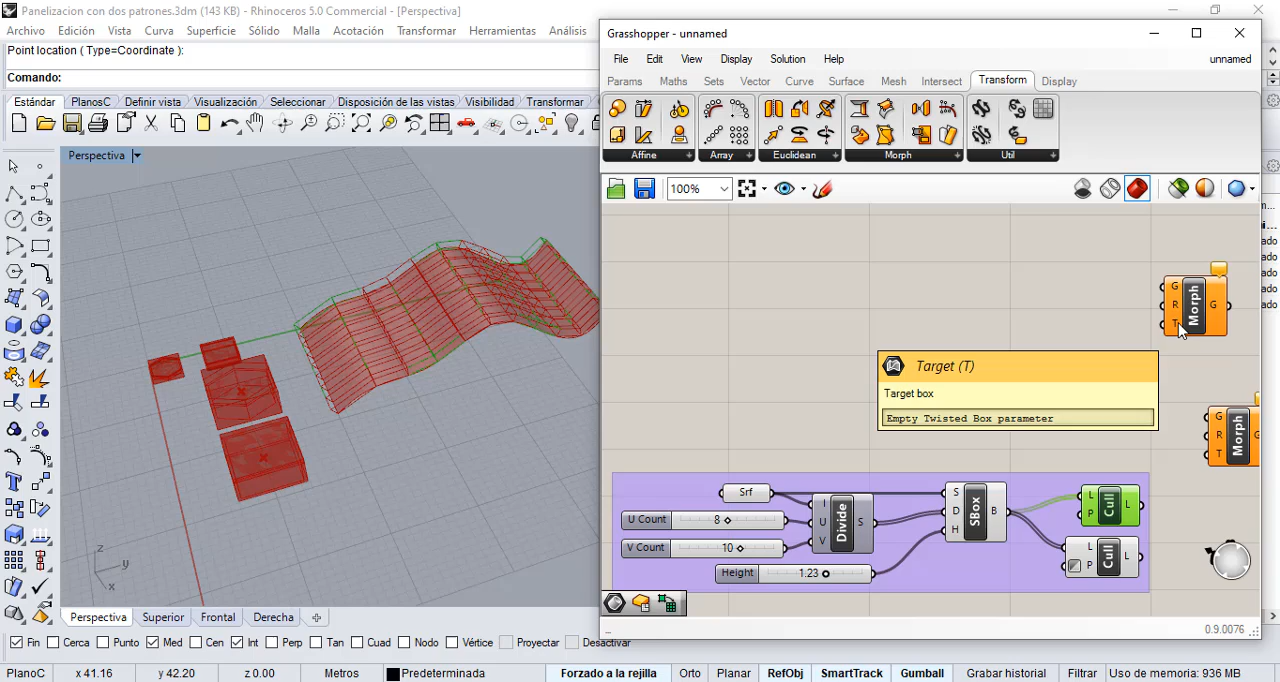 Panelizacion con dos patrones.3dm (143 KB) - Rhinoceros 5.0 Commercial - [Perspectiva]
Archivo Edición Vista Curva Superficie Sólido Malla Acotación Transformar Herramientas Análisis
Point location ( Type=Coordinate ):
Comando:
Estándar PlanosC Definir vista Visualización Seleccionar Disposición de las vistas Visibilidad Transformar
Perspectiva
z
y
x
Perspectiva Superior Frontal Derecha
Fin Cerca Punto Med Cen Int Perp Tan Cuad Nodo Vértice Proyectar Desactivar
PlanoC x 41.16 y 42.20 z 0.00 Metros Predeterminada Forzado a la rejilla Orto Planar RefObj SmartTrack Gumball Grabar historial Filtrar Uso de memoria: 936 MB
Grasshopper - unnamed
File Edit View Display Solution Help unnamed
Params Maths Sets Vector Curve Surface Mesh Intersect Transform Display
Affine Array Euclidean Morph Util
100%
G
R
T
Morph
G
Target (T)
Target box
Empty Twisted Box parameter
G
R
T
Morph
Srf
U Count 8
V Count 10
Height 1.23
I
U
V
Divide
S
S
D
H
SBox
B
L
P
Cull
L
L
P
Cull
L
0.9.0076